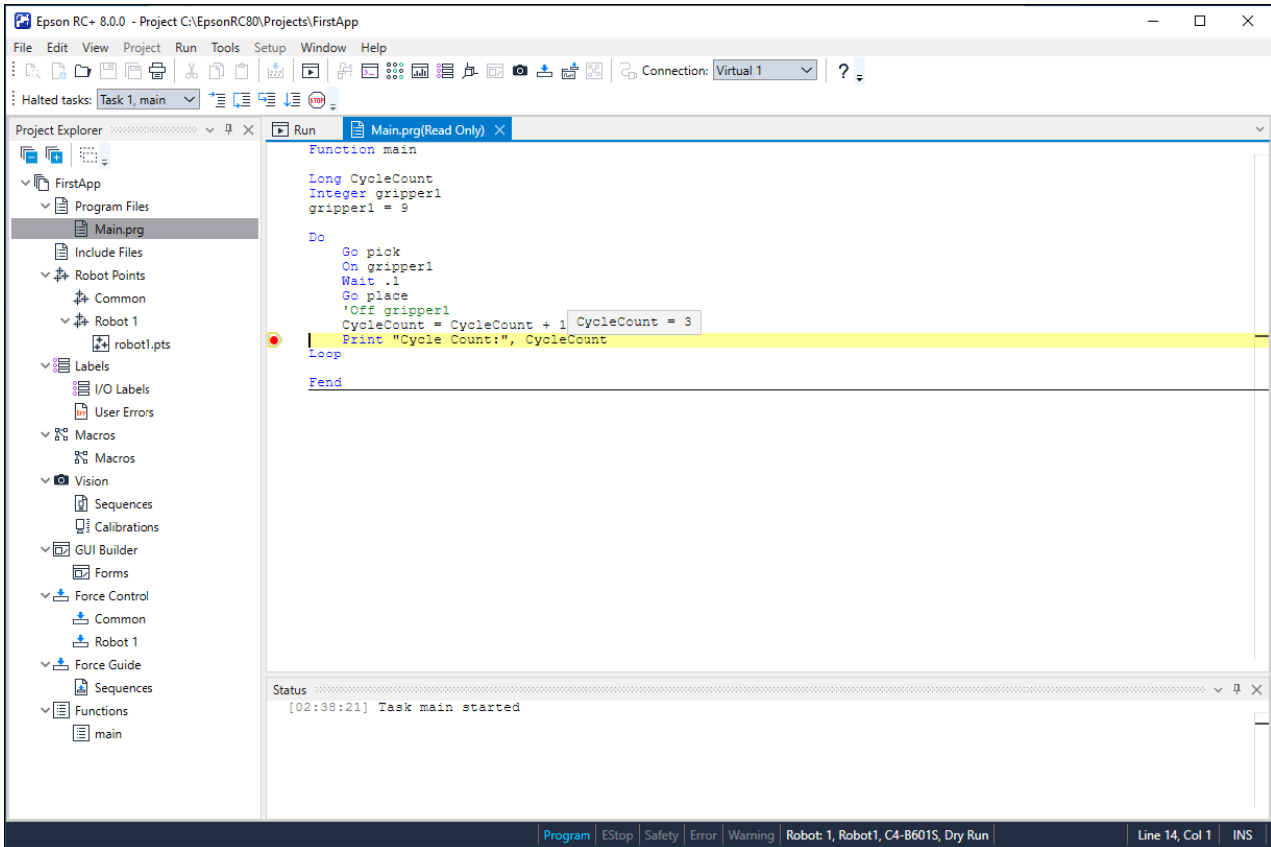 Epson RC+ 8.0.0 - Project C:\EpsonRC80\Projects\FirstApp
File Edit View Project Run Tools Setup Window Help
Connection: Virtual 1 ?
Halted tasks: Task 1, main STOP
Project Explorer
Run Main.prg(Read Only)
FirstApp
Program Files
Main.prg
Include Files
Robot Points
Common
Robot 1
robot1.pts
Labels
I/O Labels
User Errors
Macros
Macros
Vision
Sequences
Calibrations
GUI Builder
Forms
Force Control
Common
Robot 1
Force Guide
Sequences
Functions
main
Function main
Long CycleCount
Integer gripper1
gripper1 = 9
Do
Go pick
On gripper1
Wait .1
Go place
'Off gripper1
CycleCount = CycleCount + 1
CycleCount = 3
Print "Cycle Count:", CycleCount
Loop
Fend
Status
[02:38:21] Task main started
Program EStop Safety Error Warning Robot: 1, Robot1, C4-B601S, Dry Run Line 14, Col 1 INS